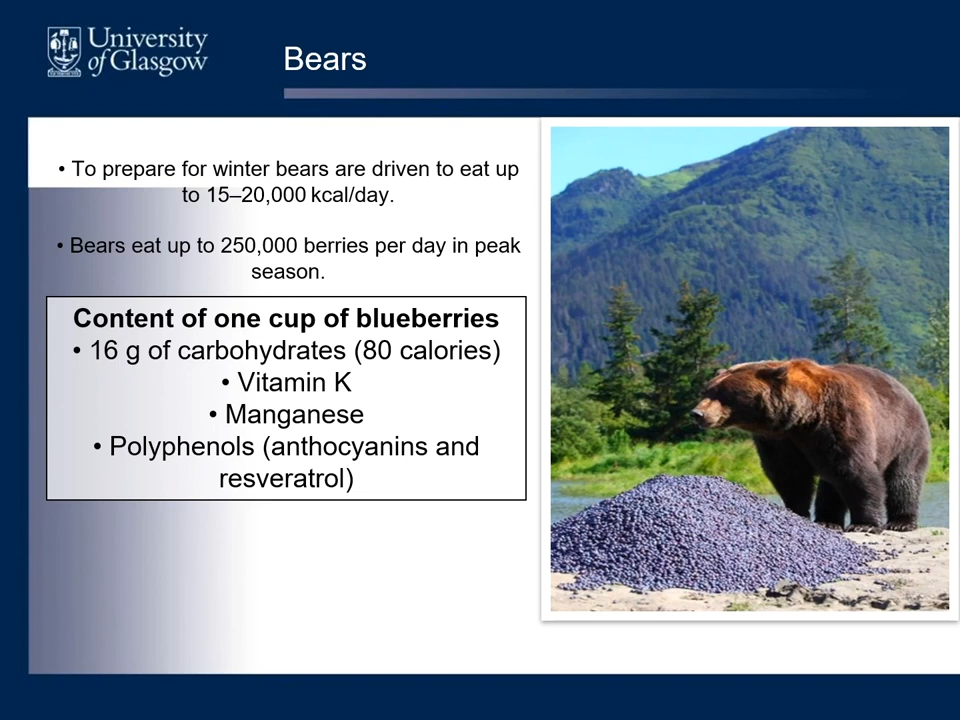 University
of Glasgow
Bears
• To prepare for winter bears are driven to eat up
to 15–20,000 kcal/day.
• Bears eat up to 250,000 berries per day in peak
season.
Content of one cup of blueberries
• 16 g of carbohydrates (80 calories)
• Vitamin K
• Manganese
• Polyphenols (anthocyanins and
resveratrol)